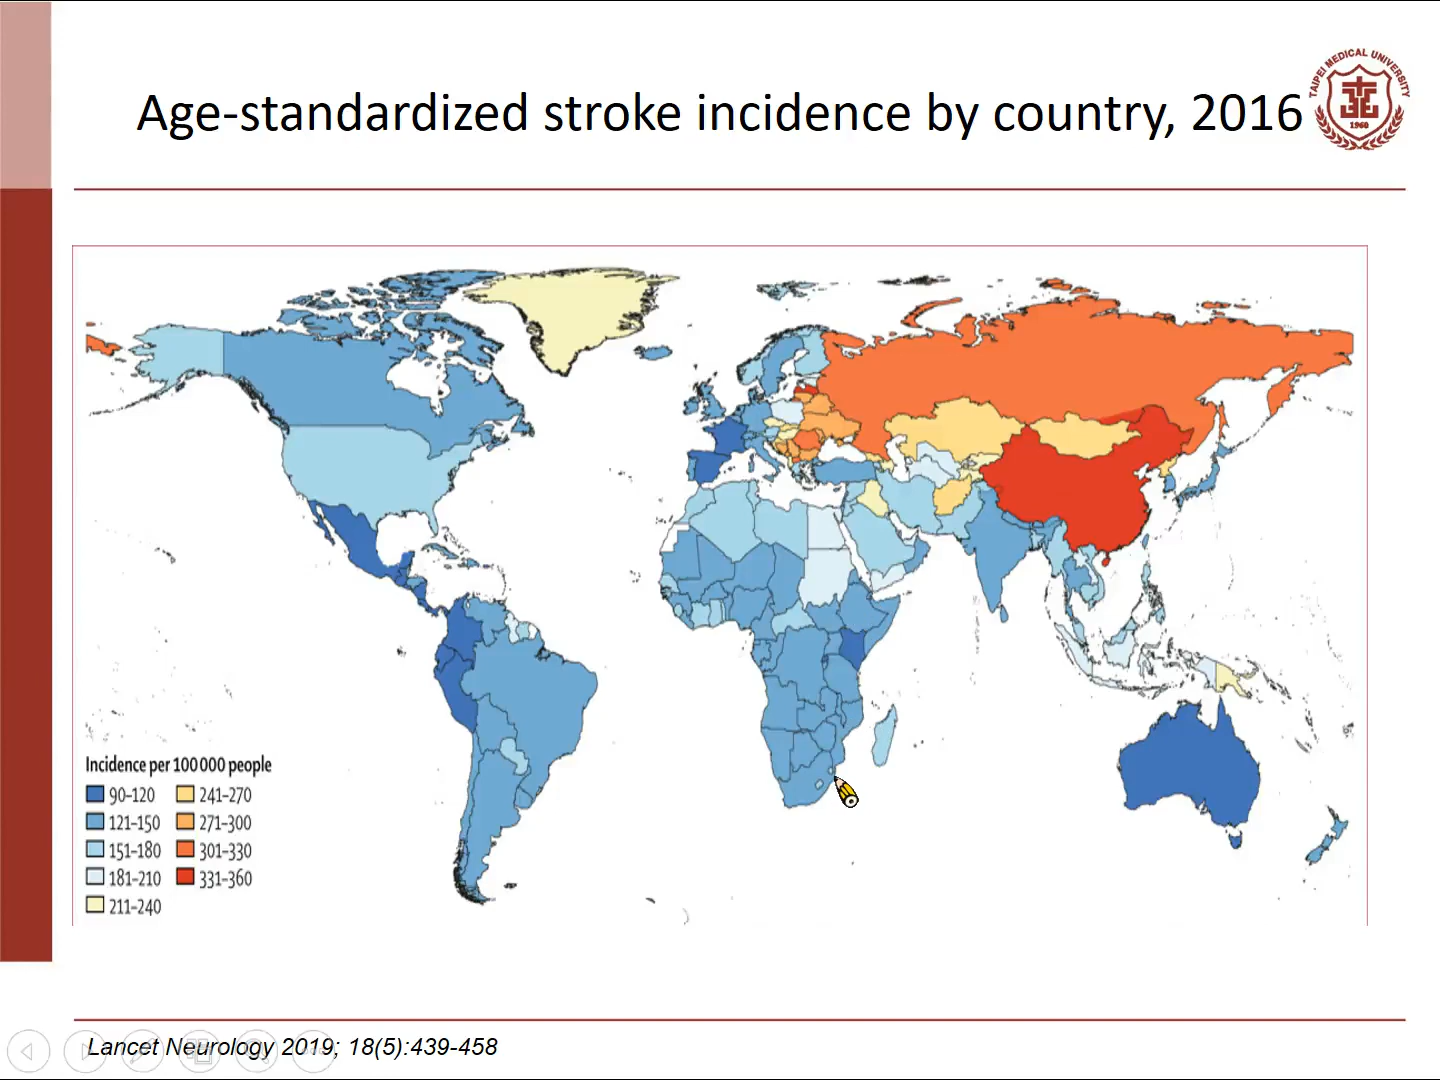 Age-standardized stroke incidence by country, 2016
TAIPEI MEDICAL UNIVERSITY
1960
Incidence per 100 000 people
90–120
121–150
151–180
181–210
211–240
241–270
271–300
301–330
331–360
Lancet Neurology 2019; 18(5):439-458